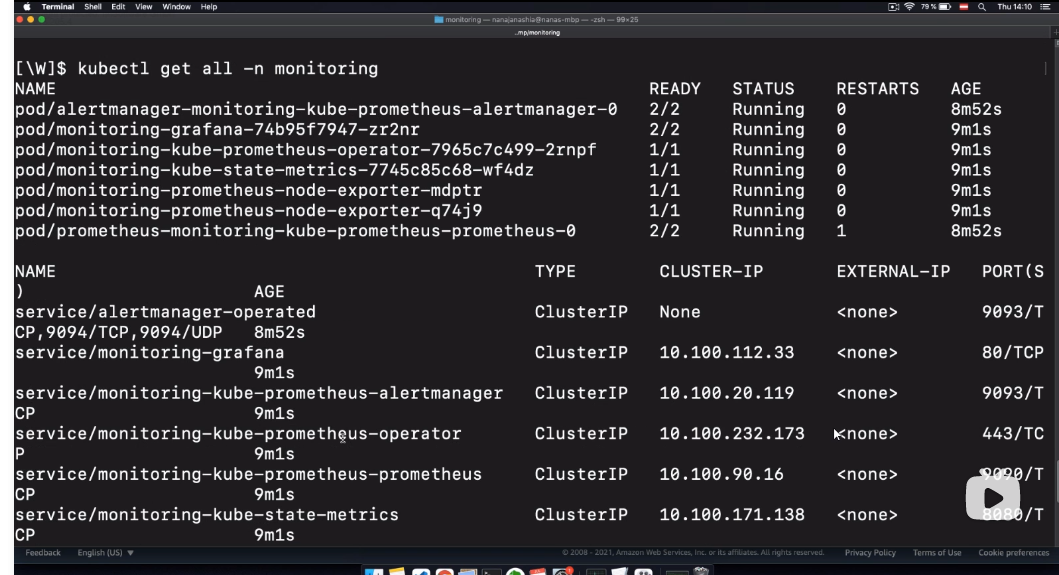 Terminal Shell Edit View Window Help 79 % Thu 14:10
monitoring — nanajanashia@nanas-mbp — -zsh — 99×25
..mp/monitoring
[\W]$ kubectl get all -n monitoring
NAME READY STATUS RESTARTS AGE
pod/alertmanager-monitoring-kube-prometheus-alertmanager-0 2/2 Running 0 8m52s
pod/monitoring-grafana-74b95f7947-zr2nr 2/2 Running 0 9m1s
pod/monitoring-kube-prometheus-operator-7965c7c499-2rnpf 1/1 Running 0 9m1s
pod/monitoring-kube-state-metrics-7745c85c68-wf4dz 1/1 Running 0 9m1s
pod/monitoring-prometheus-node-exporter-mdptr 1/1 Running 0 9m1s
pod/monitoring-prometheus-node-exporter-q74j9 1/1 Running 0 9m1s
pod/prometheus-monitoring-kube-prometheus-prometheus-0 2/2 Running 1 8m52s
NAME TYPE CLUSTER-IP EXTERNAL-IP PORT(S
) AGE
service/alertmanager-operated ClusterIP None <none> 9093/T
CP,9094/TCP,9094/UDP 8m52s
service/monitoring-grafana ClusterIP 10.100.112.33 <none> 80/TCP
9m1s
service/monitoring-kube-prometheus-alertmanager ClusterIP 10.100.20.119 <none> 9093/T
CP 9m1s
service/monitoring-kube-prometheus-operator ClusterIP 10.100.232.173 <none> 443/TC
P 9m1s
service/monitoring-kube-prometheus-prometheus ClusterIP 10.100.90.16 <none> 9090/T
CP 9m1s
service/monitoring-kube-state-metrics ClusterIP 10.100.171.138 <none> 8080/T
CP 9m1s
Feedback English (US) © 2008 - 2021, Amazon Web Services, Inc. or its affiliates. All rights reserved. Privacy Policy Terms of Use Cookie preferences